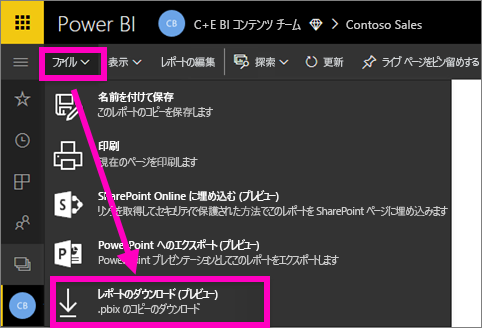 Power BI CB C+E BI コンテンツ チーム > Contoso Sales
ファイル 表示 レポートの編集 探索 更新 ライブ ページをピン留めする
名前を付けて保存
このレポートのコピーを保存します
印刷
現在のページを印刷します
SharePoint Online に埋め込む (プレビュー)
リンクを取得して、セキュリティで保護された方法でこのレポートを SharePoint ページに埋め込みます
PowerPoint へのエクスポート (プレビュー)
PowerPoint プレゼンテーションとしてこのレポートをエクスポートします
レポートのダウンロード (プレビュー)
.pbix のコピーのダウンロード
CB